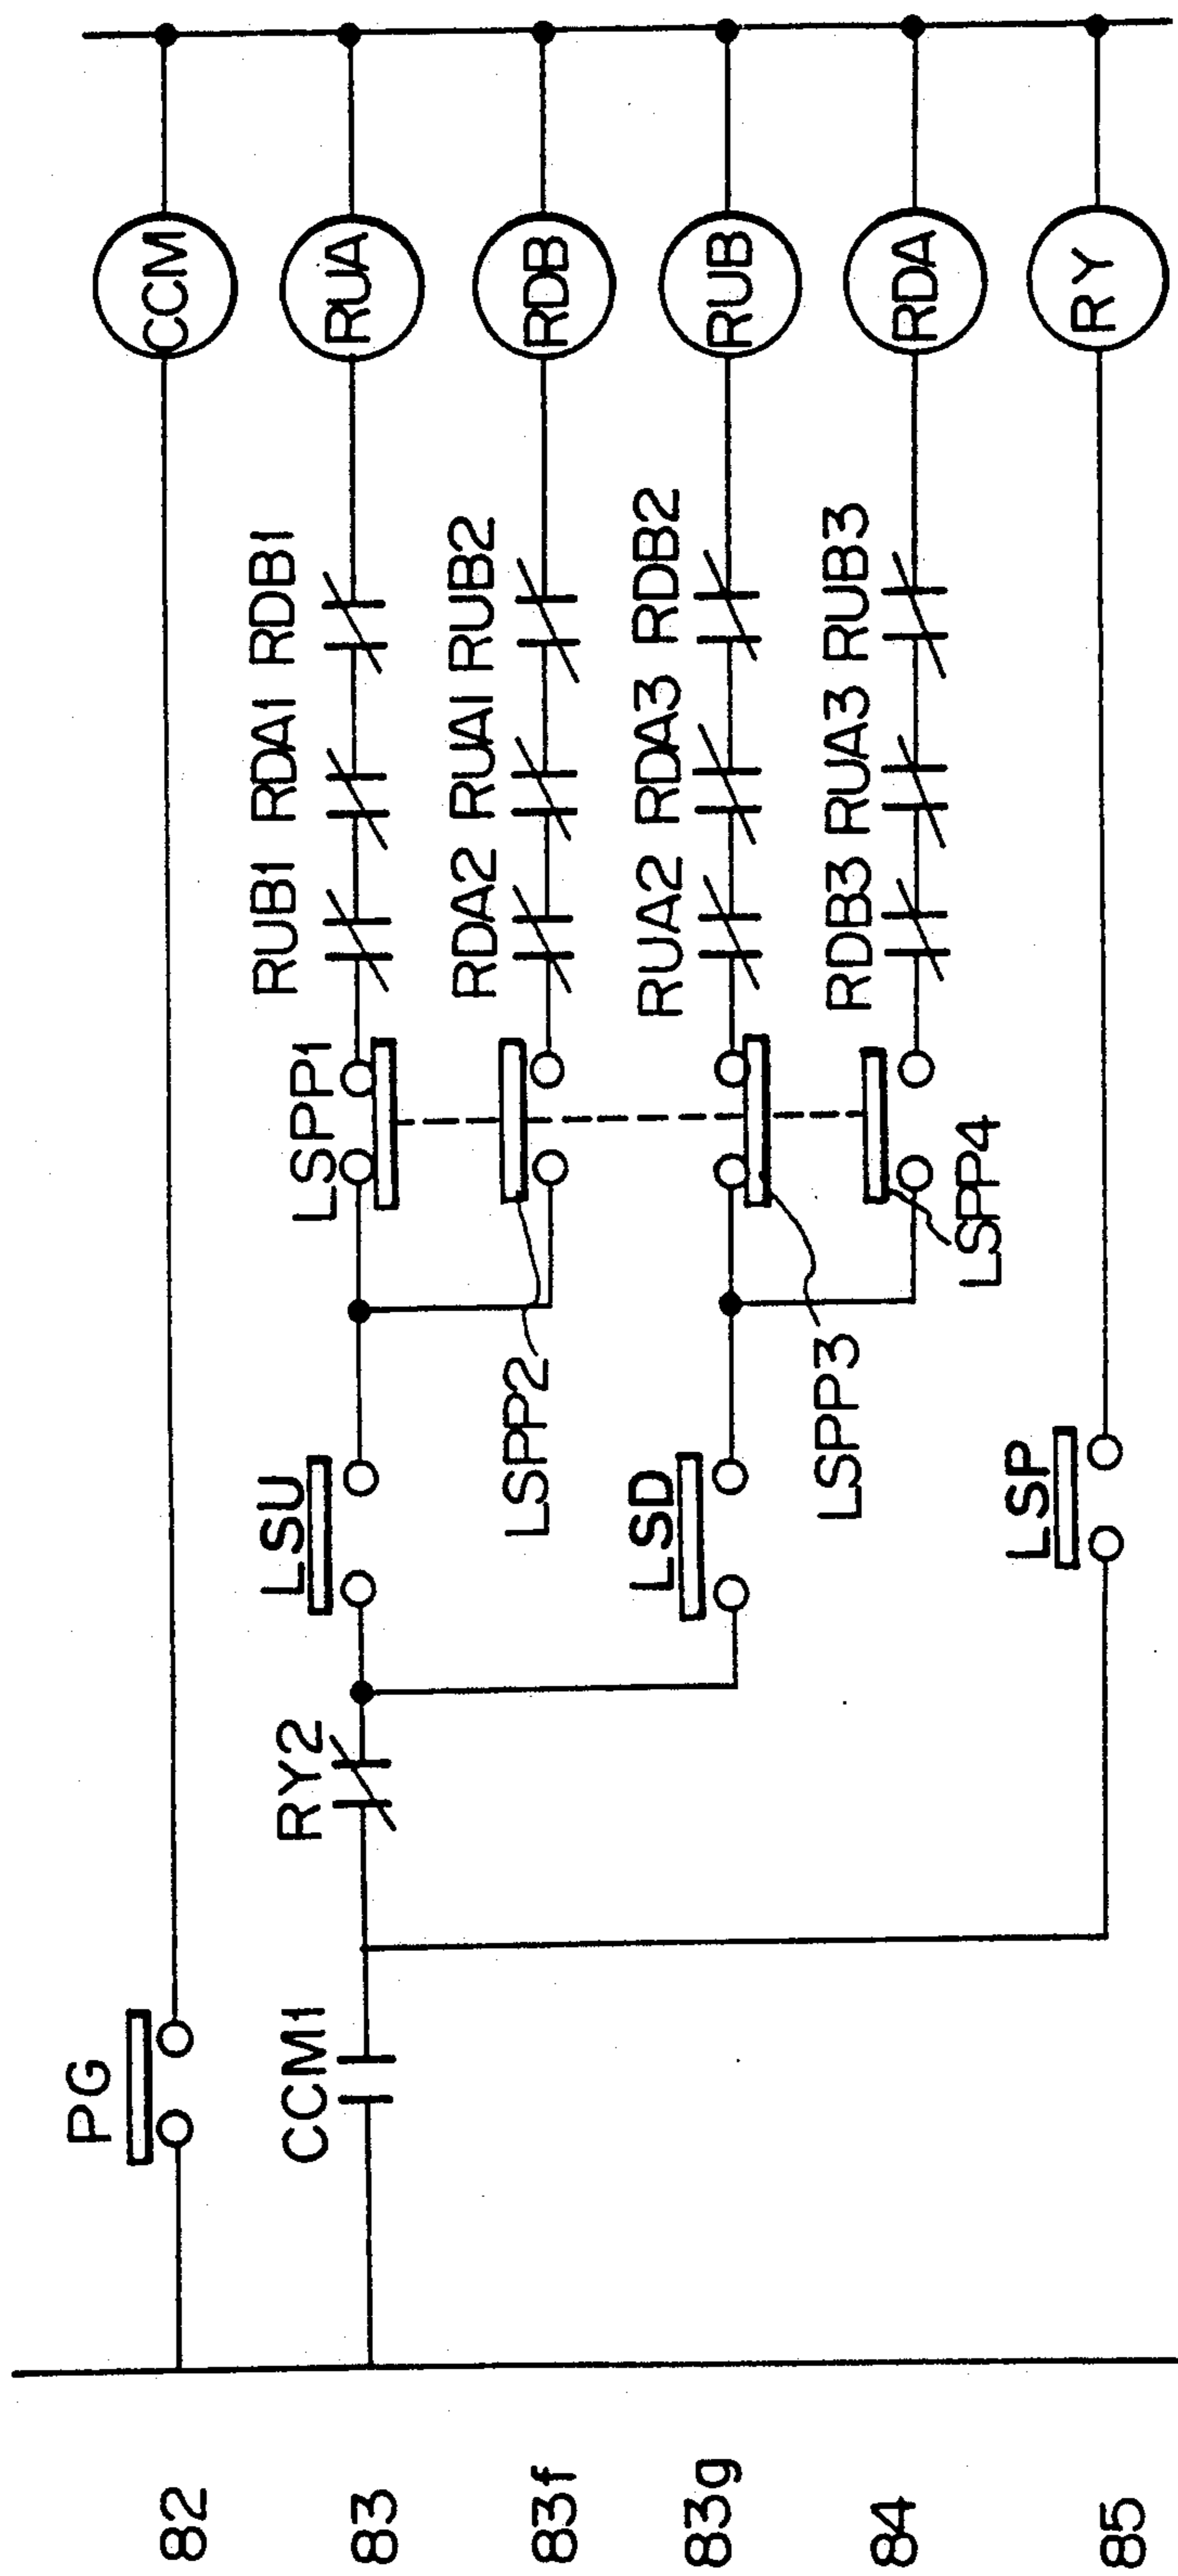 82
PG
CCM
83
CCM1
RY2
LSU
LSPP1
RUB1
RDA1
RDB1
RUA
83f
LSPP2
RDA2
RUA1
RUB2
RDB
83g
LSD
LSPP3
RUA2
RDA3
RDB2
RUB
84
LSPP4
RDB3
RUA3
RUB3
RDA
85
LSP
RY